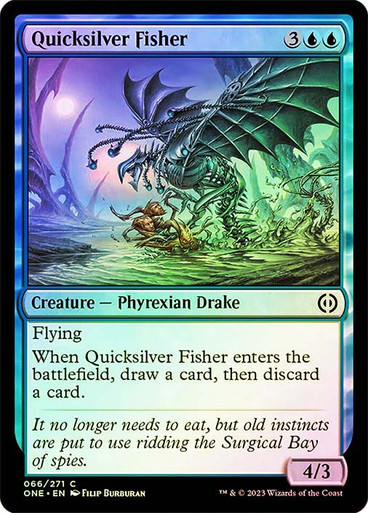 Quicksilver Fisher 3
Creature — Phyrexian Drake
Flying
When Quicksilver Fisher enters the
battlefield, draw a card, then discard
a card.
It no longer needs to eat, but old instincts
are put to use ridding the Surgical Bay
of spies.
4/3
066/271 C
ONE • EN Filip Burburan
™ & © 2023 Wizards of the Coast